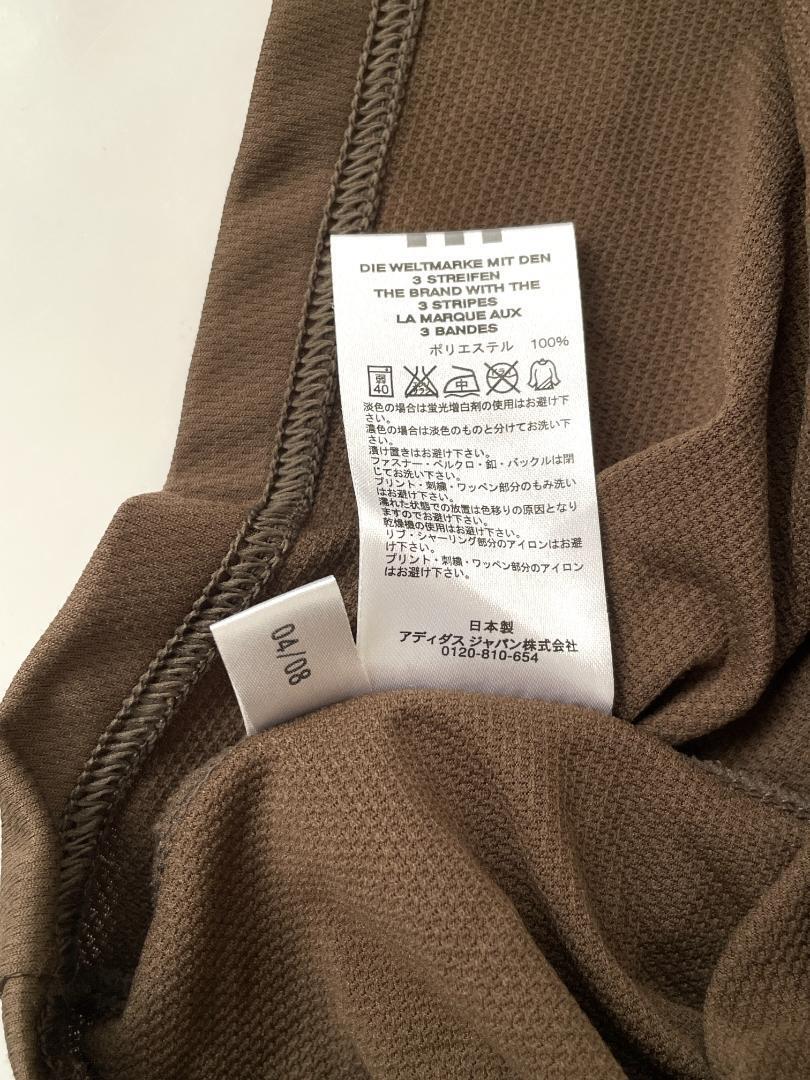 DIE WELTMARKE MIT DEN
3 STREIFEN
THE BRAND WITH THE
3 STRIPES
LA MARQUE AUX
3 BANDES
ポリエステル 100%
弱
40
中
淡色の場合は蛍光増白剤の使用はお避け下
さい。
濃色の場合は淡色のものと分けてお洗い下
さい。
漬け置きはお避け下さい。
ファスナー・ベルクロ・釦・バックルは閉
じてお洗い下さい。
プリント・刺繍・ワッペン部分のもみ洗い
はお避け下さい。
濡れた状態での放置は色移りの原因となり
ますのでお避け下さい。
乾燥機の使用はお避け下さい。
リブ・シャーリング部分のアイロンはお避
け下さい。
プリント・刺繍・ワッペン部分のアイロン
はお避け下さい。
日本製
アディダス ジャパン株式会社
0120-810-654
04/08